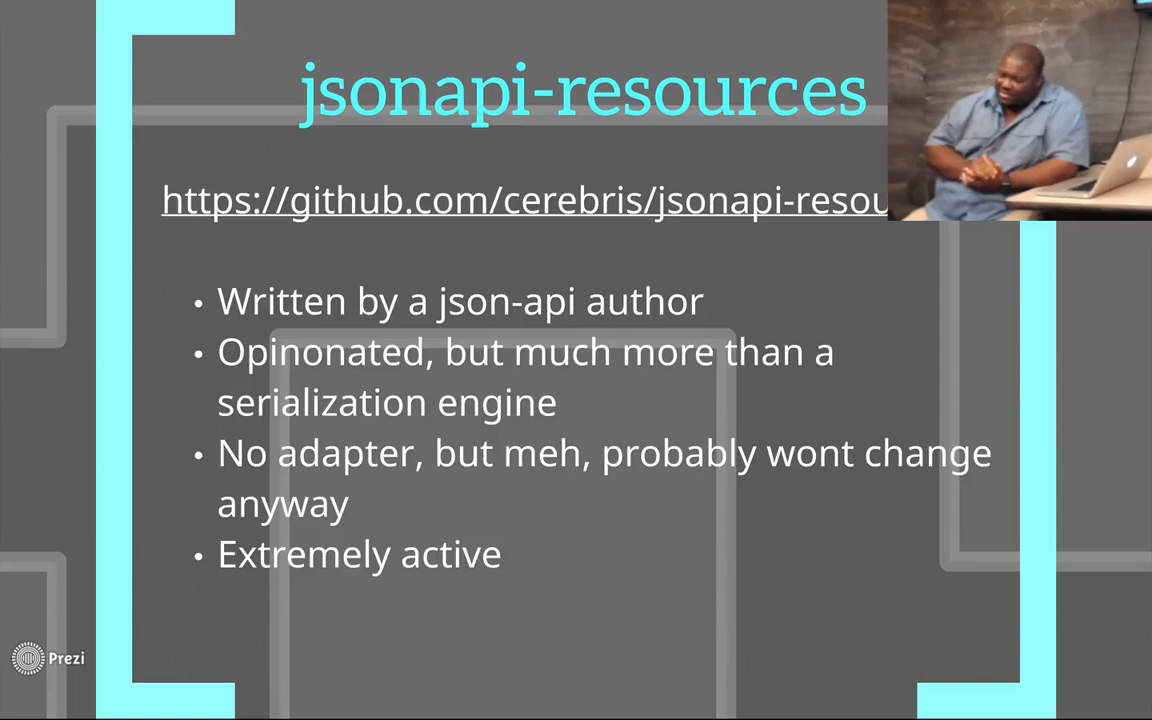 jsonapi-resources
https://github.com/cerebris/jsonapi-resou
• Written by a json-api author
• Opinonated, but much more than a
serialization engine
• No adapter, but meh, probably wont change
anyway
• Extremely active
Prezi